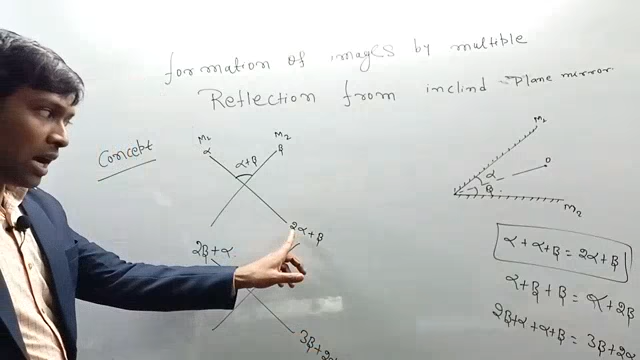 Formation of images by multiple
Reflection from inclind Plane mirror.
Concept
M₁ M₂
α α+β β
2α+β
2β+α
3β+2α
M₁
α
β
O
M₂
α + α+β = 2α+β
α+β+β = α+2β
2β+α+α+β = 3β+2α